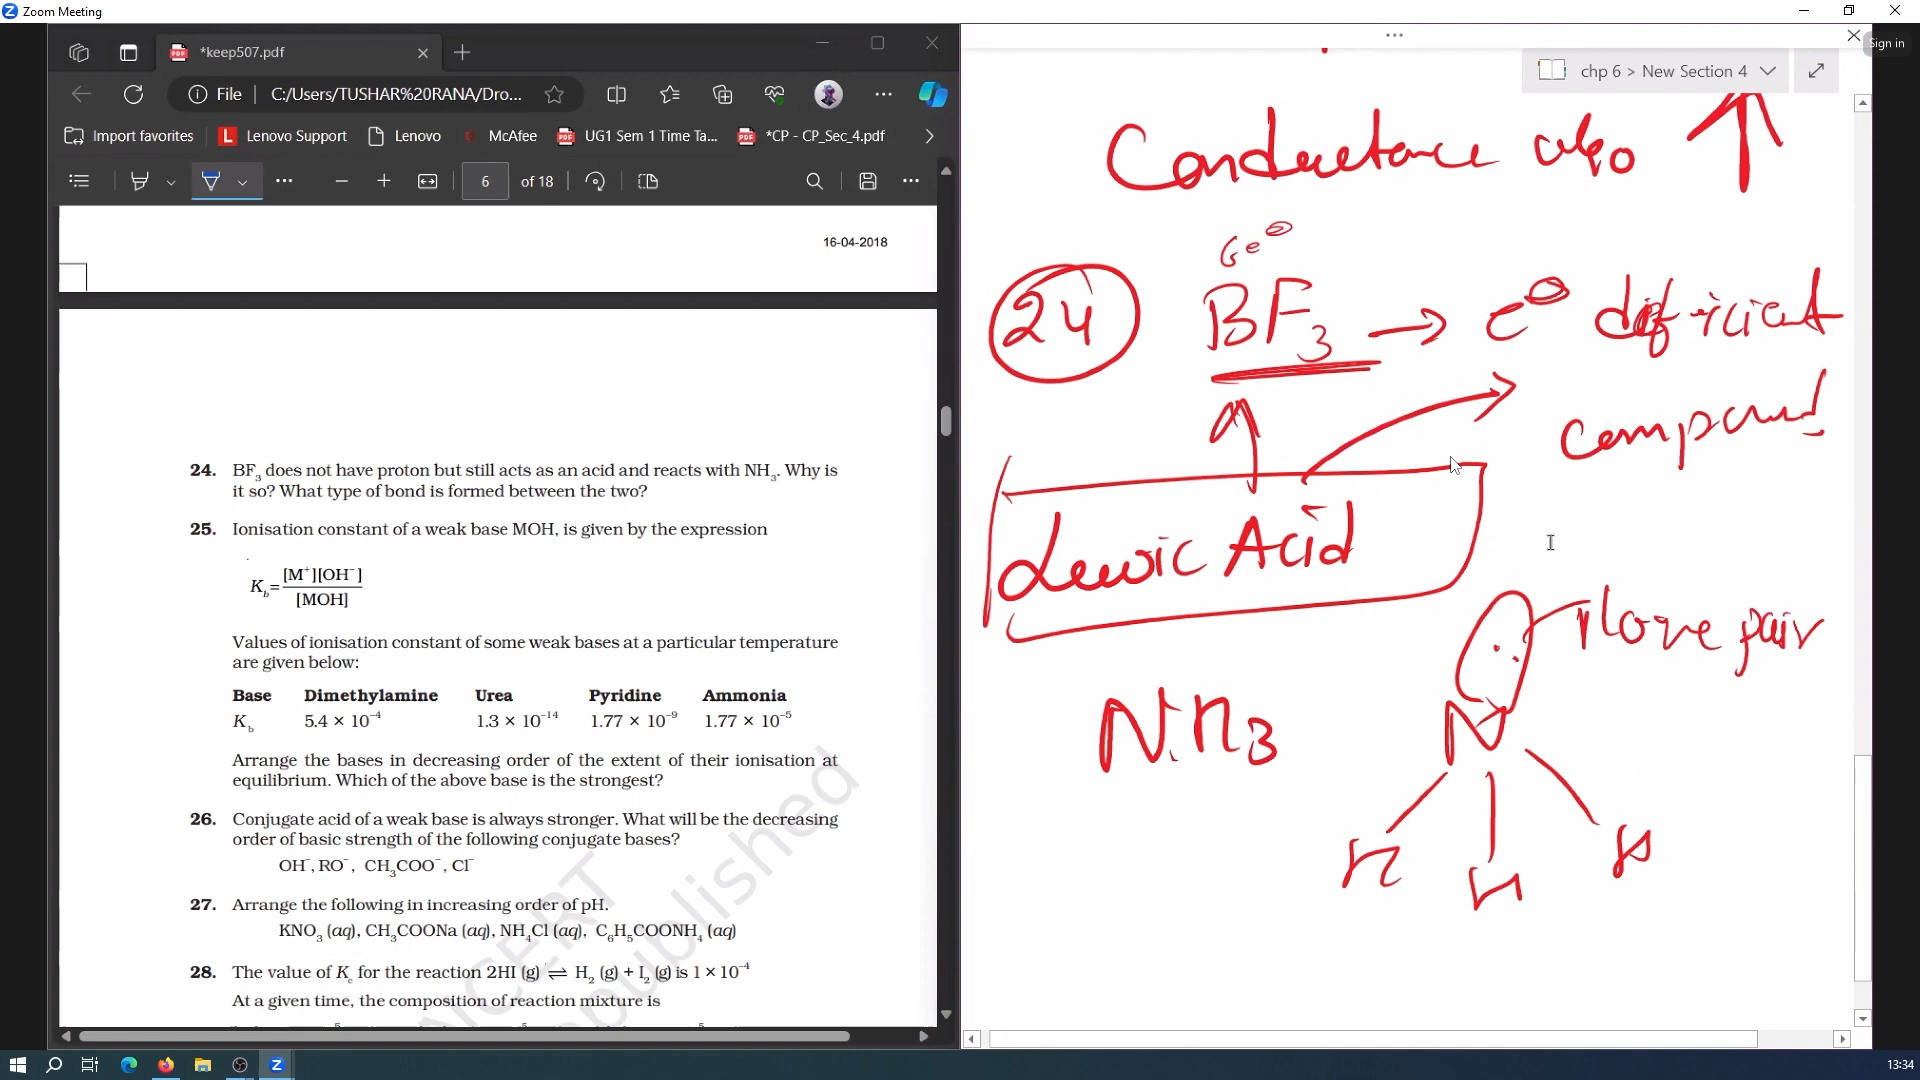 Zoom Meeting
*keep507.pdf
Sign in
File | C:/Users/TUSHAR%20RANA/Dro...
chp 6 > New Section 4
Import favorites Lenovo Support Lenovo McAfee UG1 Sem 1 Time Ta... *CP - CP_Sec_4.pdf
6 of 18
16-04-2018
24. BF3 does not have proton but still acts as an acid and reacts with NH3. Why is
it so? What type of bond is formed between the two?
25. Ionisation constant of a weak base MOH, is given by the expression
K_b = [M⁺][OH⁻]
[MOH]
Values of ionisation constant of some weak bases at a particular temperature
are given below:
Base Dimethylamine Urea Pyridine Ammonia
K_b 5.4 × 10⁻⁴ 1.3 × 10⁻¹⁴ 1.77 × 10⁻⁹ 1.77 × 10⁻⁵
Arrange the bases in decreasing order of the extent of their ionisation at
equilibrium. Which of the above base is the strongest?
26. Conjugate acid of a weak base is always stronger. What will be the decreasing
order of basic strength of the following conjugate bases?
OH⁻, RO⁻, CH₃COO⁻, Cl⁻
27. Arrange the following in increasing order of pH.
KNO₃ (aq), CH₃COONa (aq), NH₄Cl (aq), C₆H₅COONH₄ (aq)
28. The value of K_c for the reaction 2HI (g) ⇌ H₂ (g) + I₂ (g) is 1 × 10⁻⁴
At a given time, the composition of reaction mixture is
NCERT
republished
Conductance also ↑
6e⊖
24 BF₃ → e⊖ dificient
compound
Lewic Acid
1 lone pair
NH₃ N
H H H
13:34